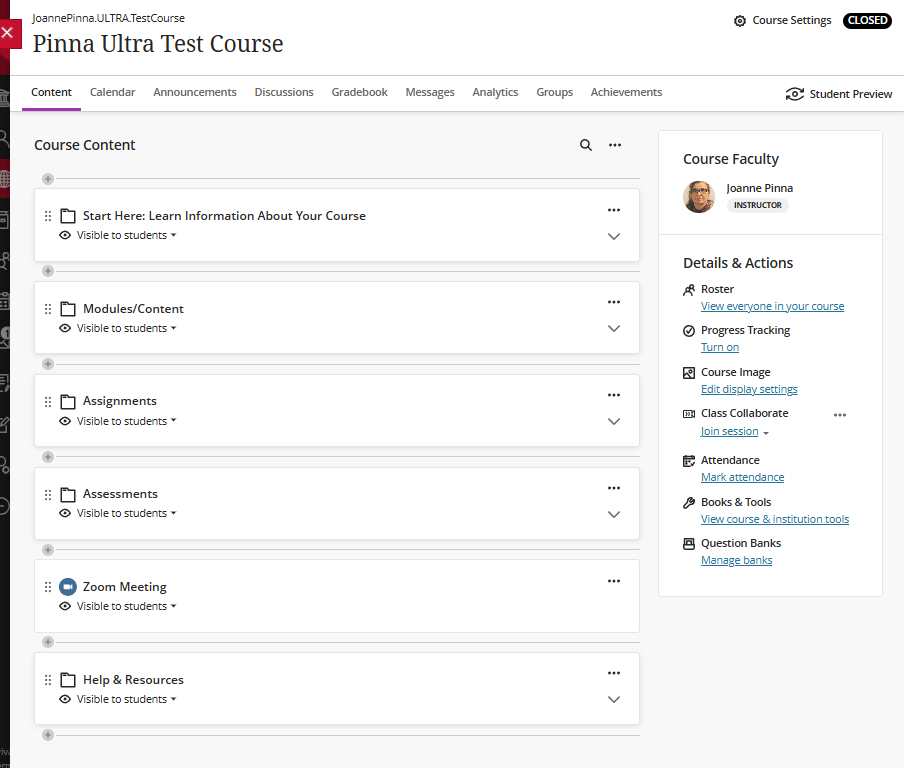 JoannePinna.ULTRA.TestCourse
Pinna Ultra Test Course
Course Settings
CLOSED
Content
Calendar
Announcements
Discussions
Gradebook
Messages
Analytics
Groups
Achievements
Student Preview
Course Content
Start Here: Learn Information About Your Course
Visible to students
Modules/Content
Visible to students
Assignments
Visible to students
Assessments
Visible to students
Zoom Meeting
Visible to students
Help & Resources
Visible to students
Course Faculty
Joanne Pinna
INSTRUCTOR
Details & Actions
Roster
View everyone in your course
Progress Tracking
Turn on
Course Image
Edit display settings
Class Collaborate
Join session
Attendance
Mark attendance
Books & Tools
View course & institution tools
Question Banks
Manage banks